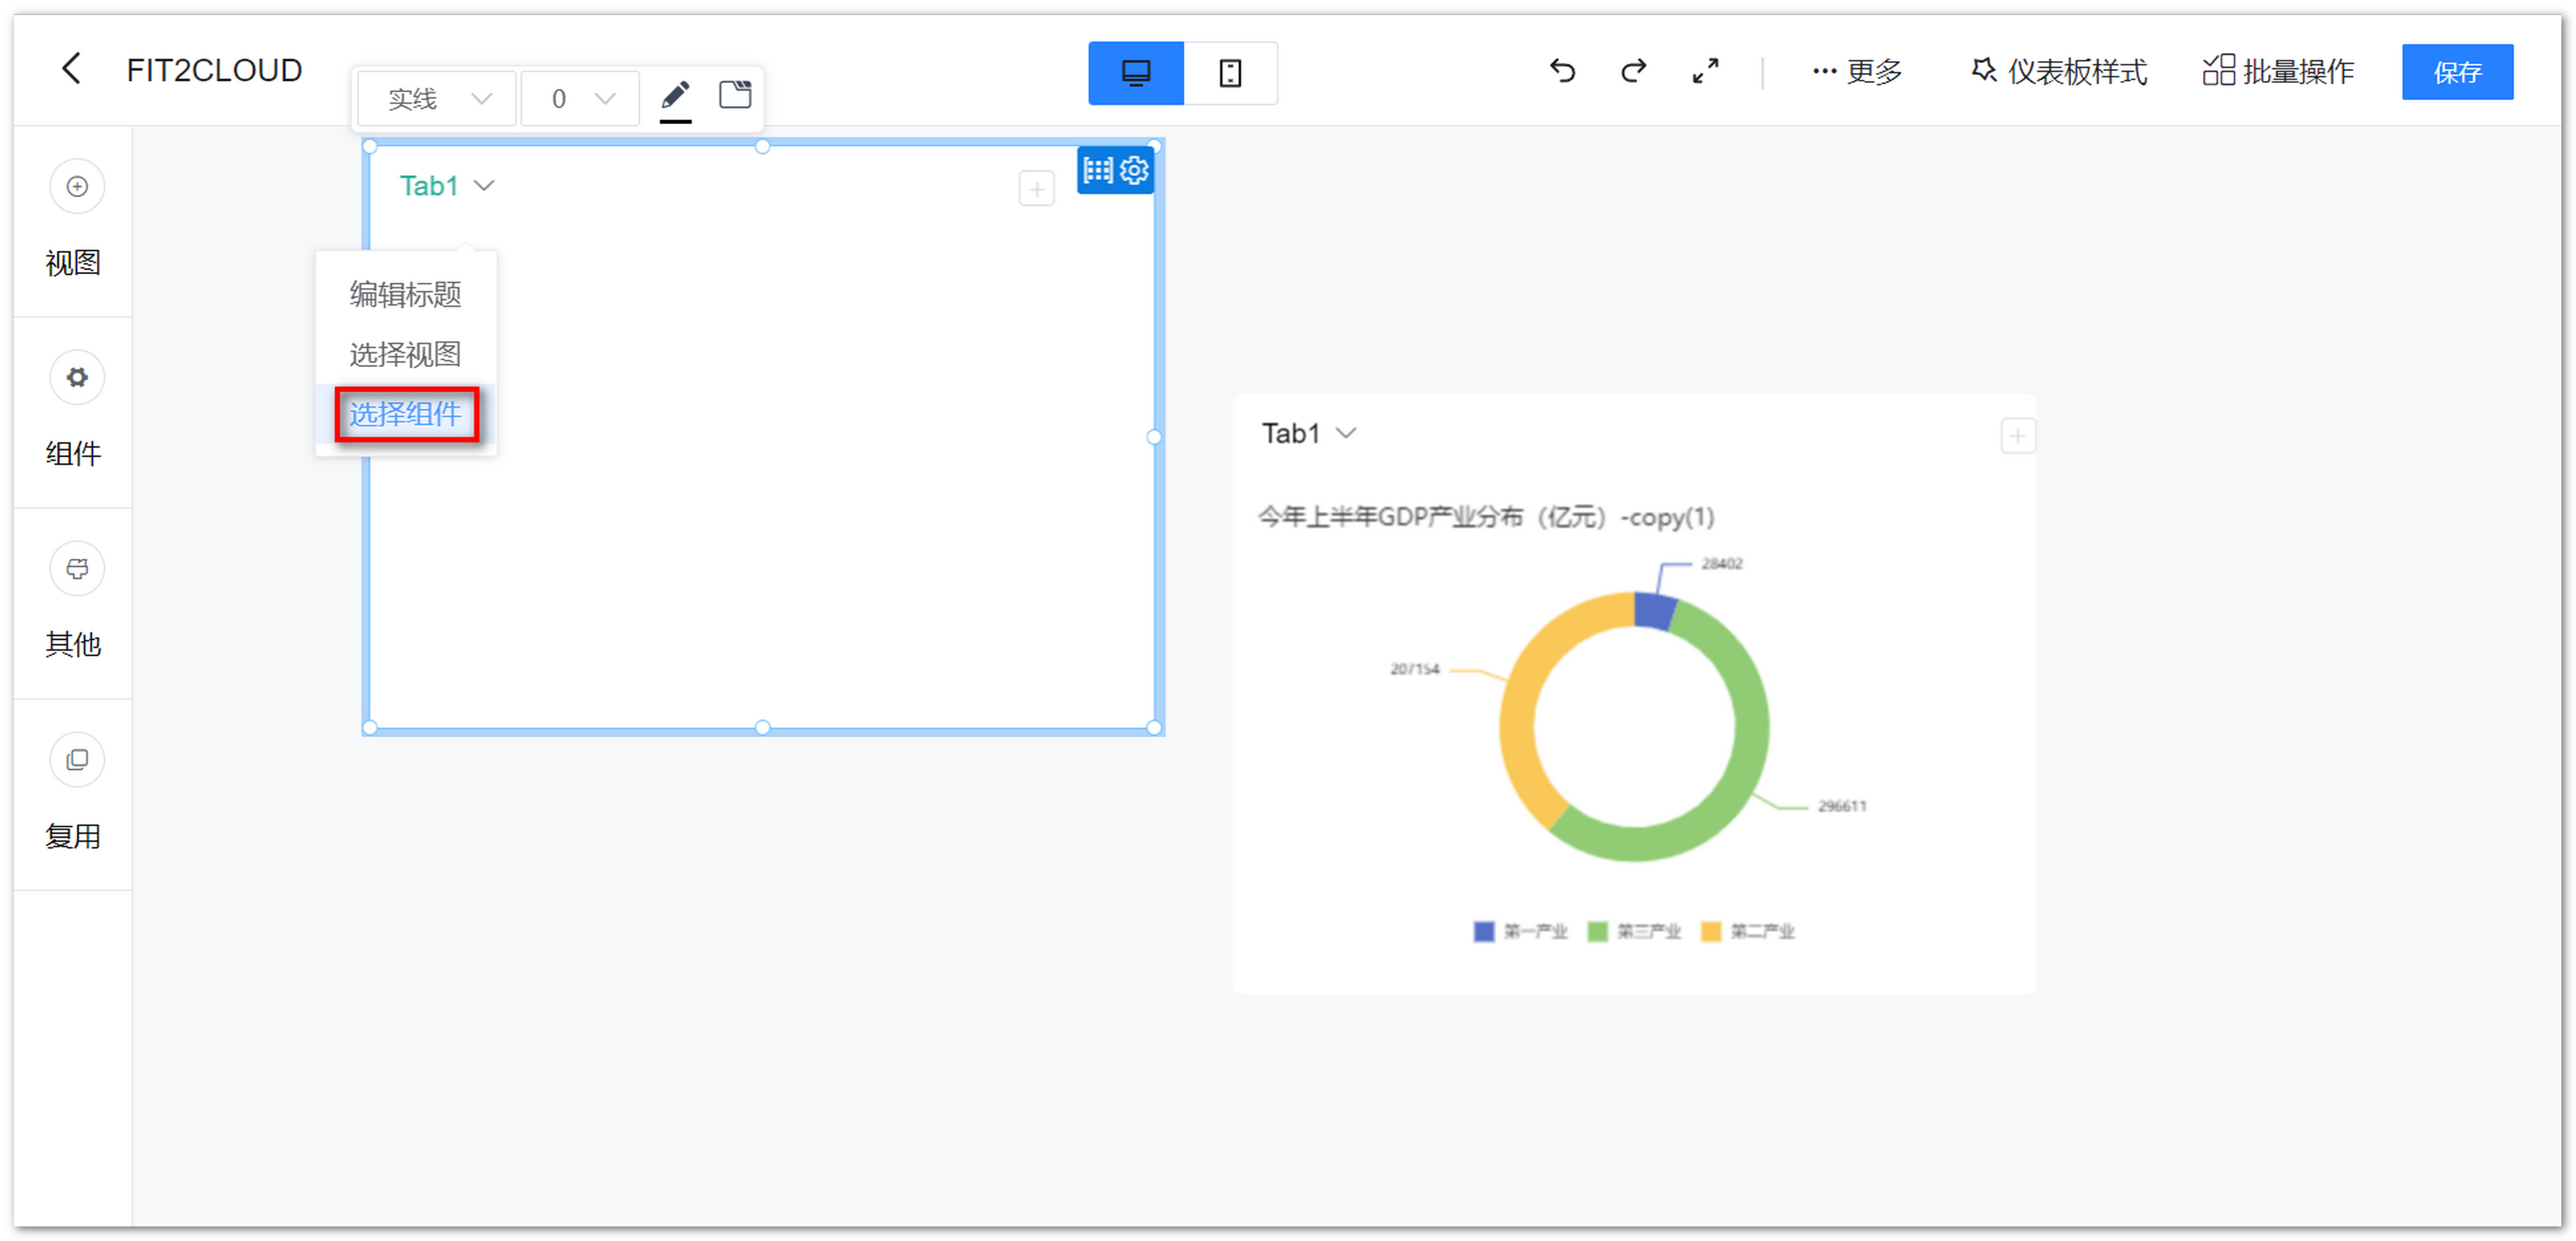 FIT2CLOUD
实线
0
更多
仪表板样式
批量操作
保存
视图
组件
其他
复用
Tab1
编辑标题
选择视图
选择组件
Tab1
今年上半年GDP产业分布（亿元）-copy(1)
28402
207154
296611
第一产业 第三产业 第二产业